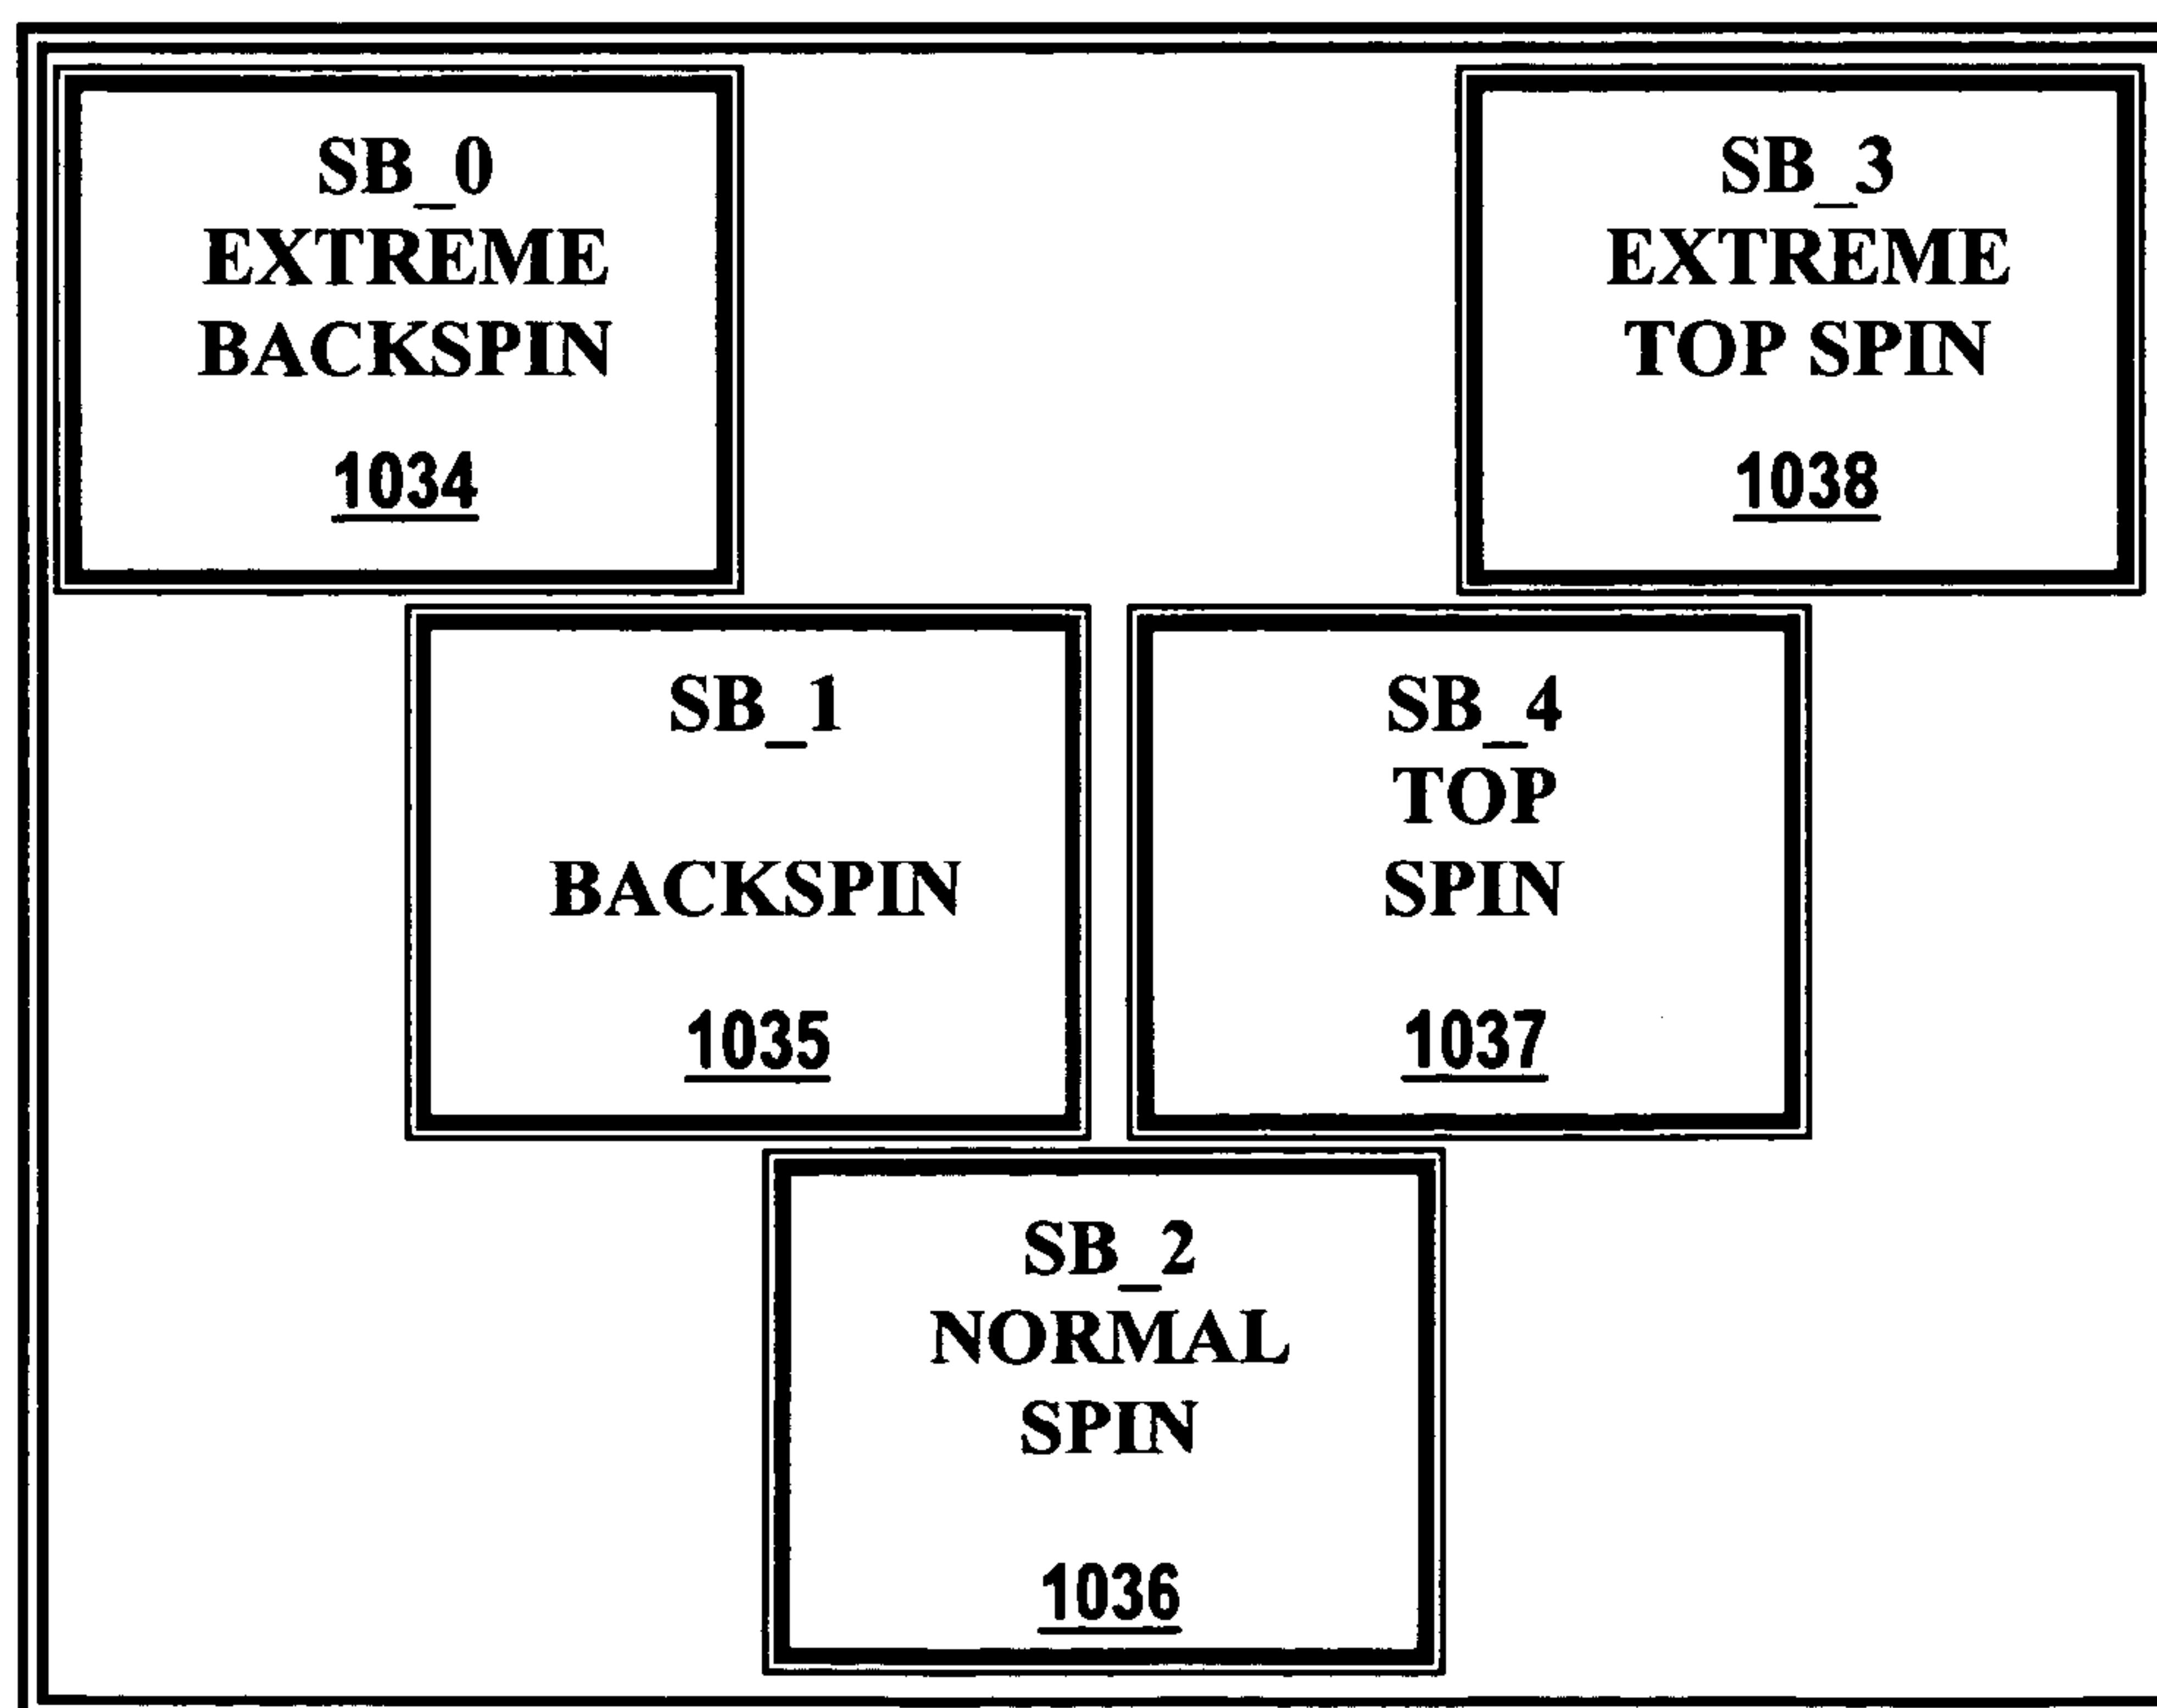 SB_0
EXTREME
BACKSPIN
1034
SB_3
EXTREME
TOP SPIN
1038
SB_1
BACKSPIN
1035
SB_4
TOP
SPIN
1037
SB_2
NORMAL
SPIN
1036